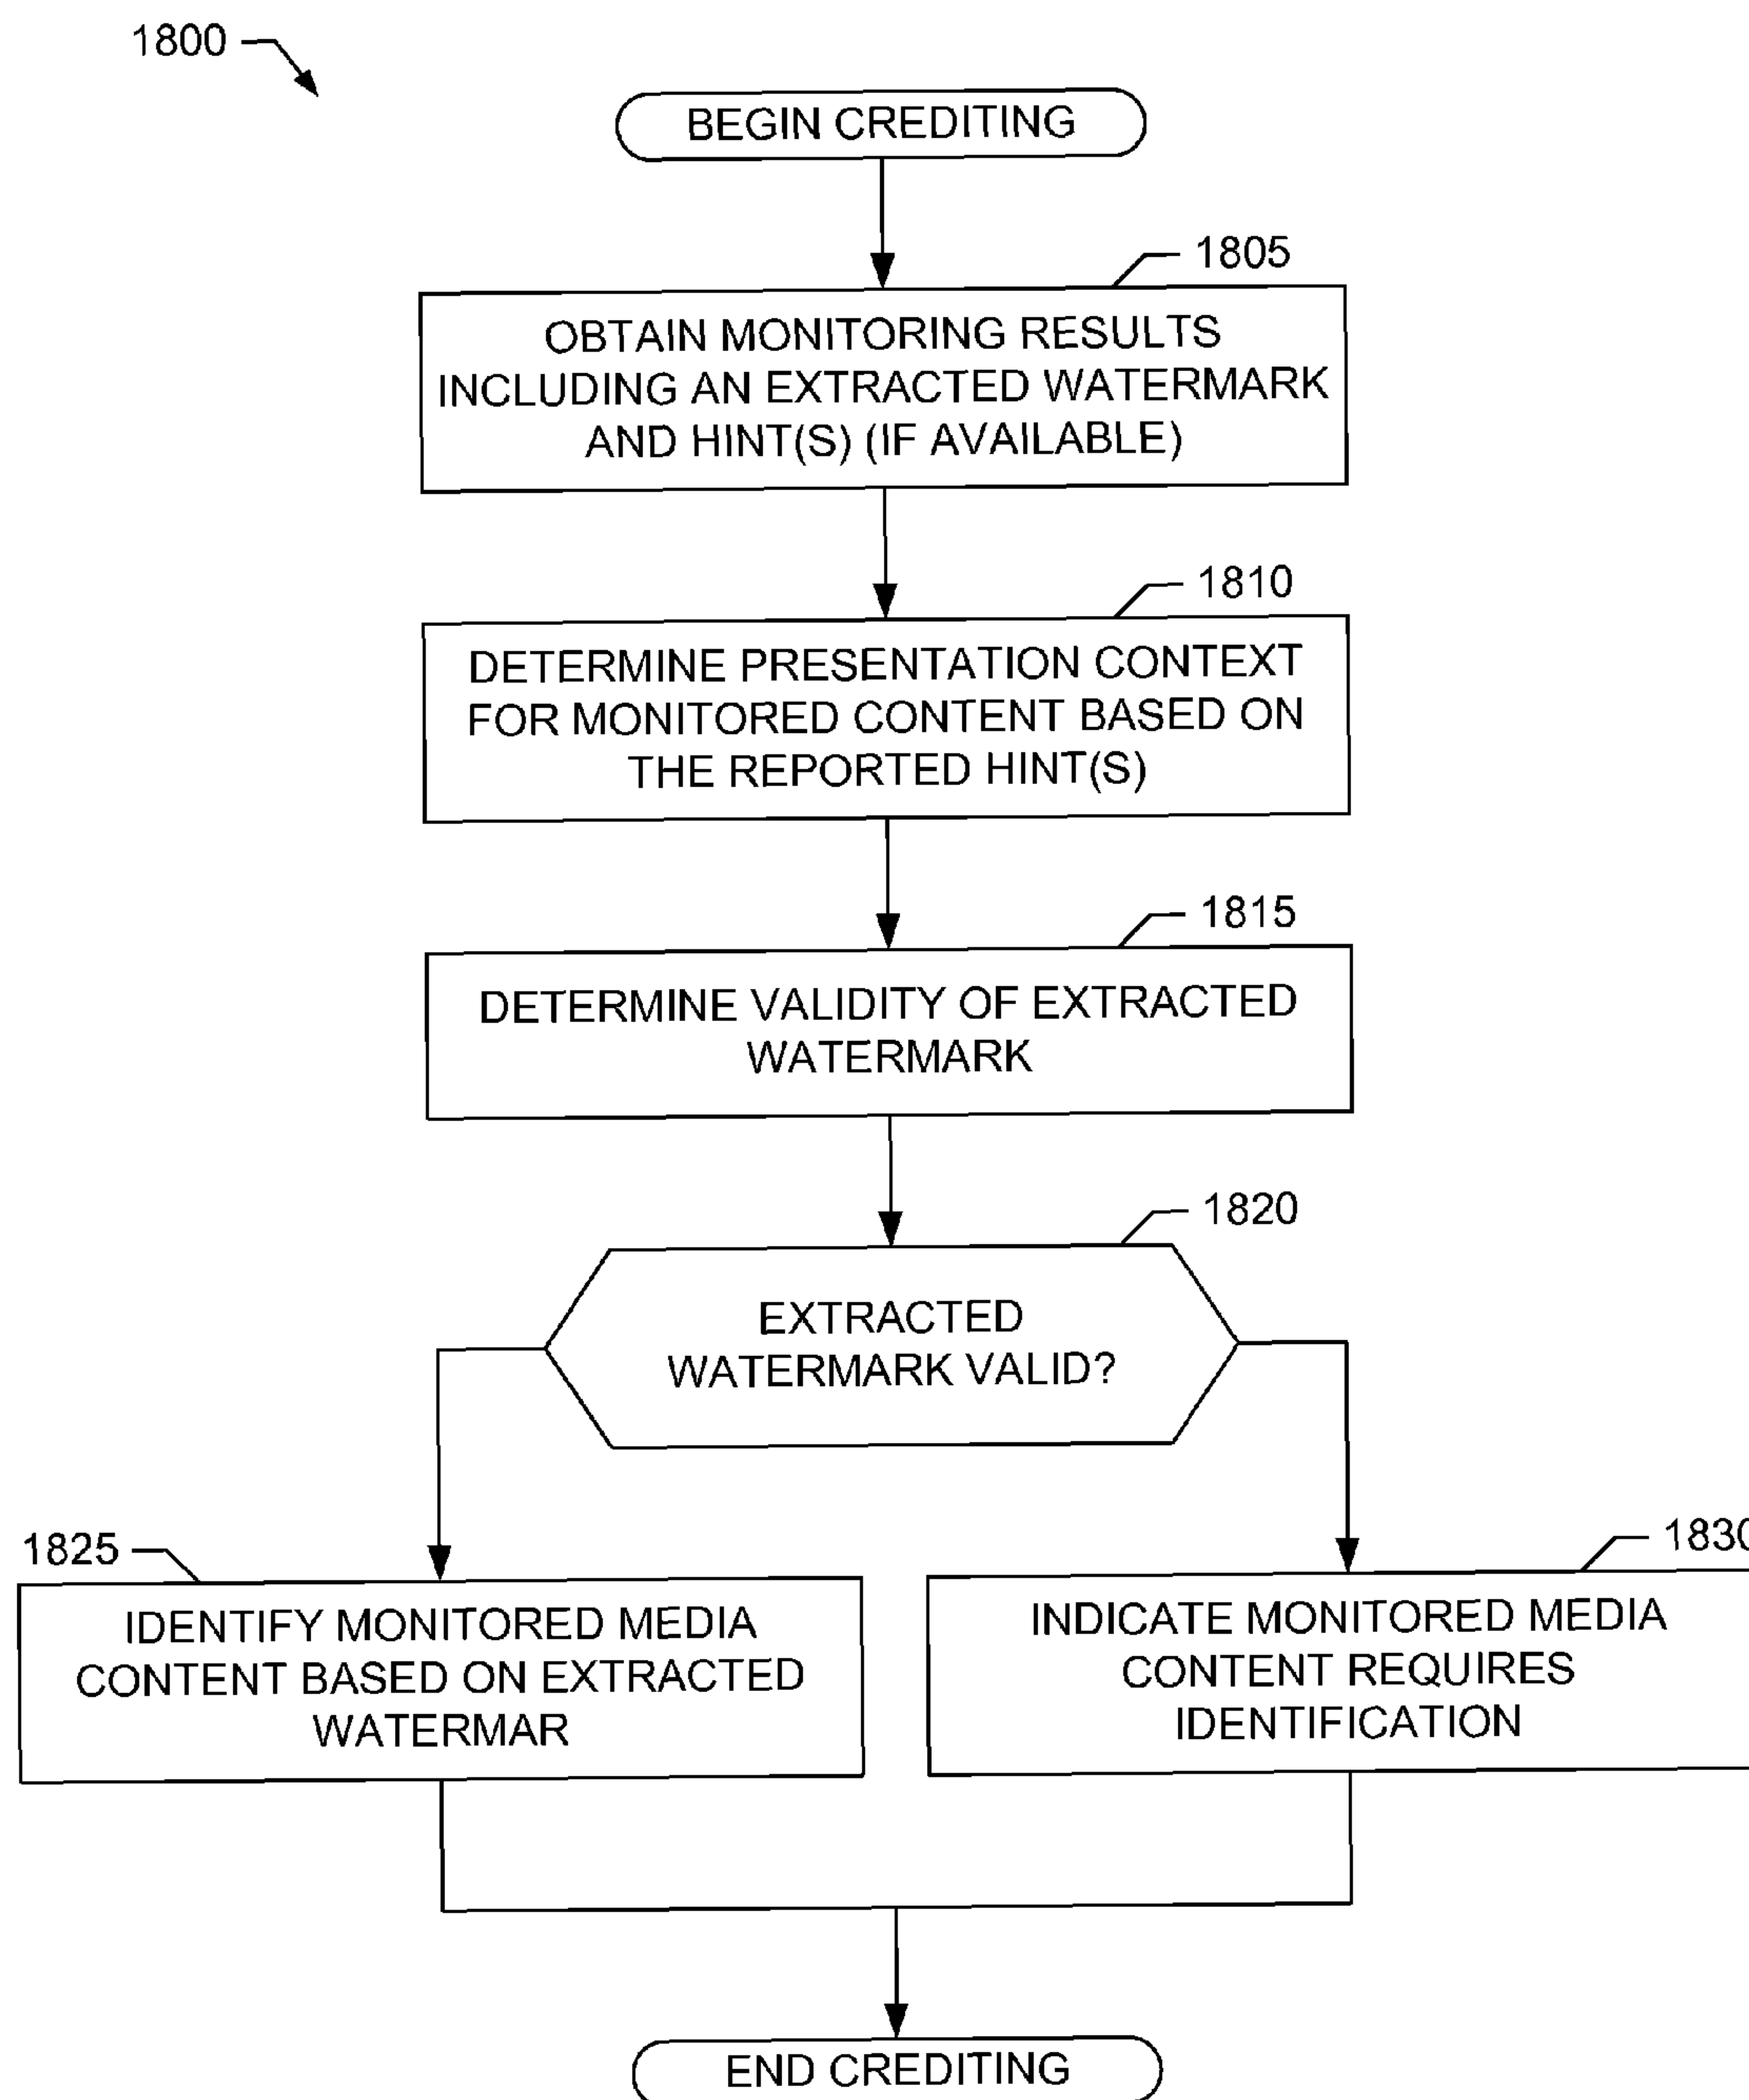 1800
BEGIN CREDITING
1805
OBTAIN MONITORING RESULTS
INCLUDING AN EXTRACTED WATERMARK
AND HINT(S) (IF AVAILABLE)
1810
DETERMINE PRESENTATION CONTEXT
FOR MONITORED CONTENT BASED ON
THE REPORTED HINT(S)
1815
DETERMINE VALIDITY OF EXTRACTED
WATERMARK
1820
EXTRACTED
WATERMARK VALID?
1825
IDENTIFY MONITORED MEDIA
CONTENT BASED ON EXTRACTED
WATERMAR
1830
INDICATE MONITORED MEDIA
CONTENT REQUIRES
IDENTIFICATION
END CREDITING